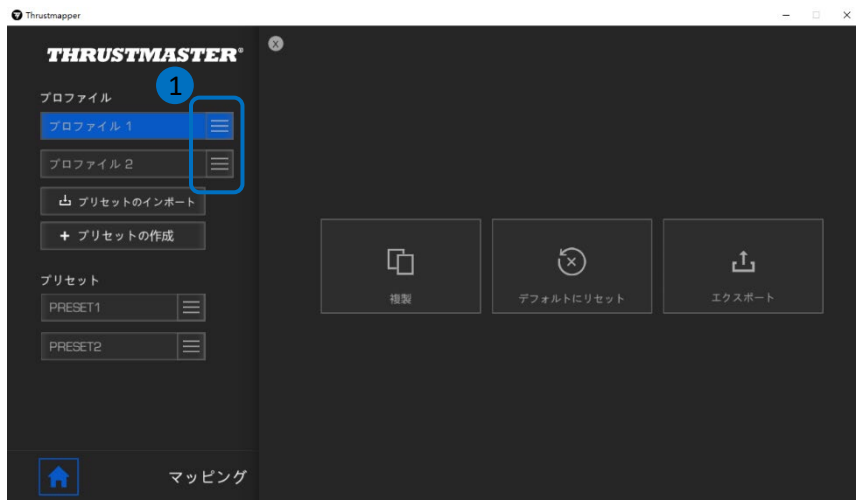 Thrustmapper
THRUSTMASTER®
X
1
プロファイル
プロファイル 1
プロファイル 2
プリセットのインポート
+ プリセットの作成
プリセット
PRESET1
PRESET2
複製
デフォルトにリセット
エクスポート
マッピング